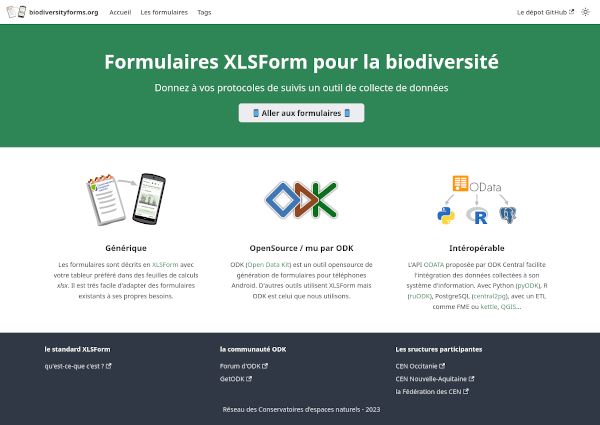 biodiversityforms.org Accueil Les formulaires Tags Le dépot GitHub
Formulaires XLSForm pour la biodiversité
Donnez à vos protocoles de suivis un outil de collecte de données
Aller aux formulaires
OData
ODK
R
Générique
Les formulaires sont décrits en XLSForm avec
votre tableur préféré dans des feuilles de calculs
xlsx. Il est très facile d'adapter des formulaires
existants à ses propres besoins.
OpenSource / mu par ODK
ODK (Open Data Kit) est un outil opensource de
génération de formulaires pour téléphones
Android. D'autres outils utilisent XLSForm mais
ODK est celui que nous utilisons.
Intéropérable
L'API ODATA proposée par ODK Central facilite
l'intégration des données collectées à son
système d'information. Avec Python (pyODK), R
(ruODK), PostgreSQL (central2pg), avec un ETL
comme FME ou kettle, QGIS...
le standard XLSForm
qu'est-ce-que c'est ?
la communauté ODK
Forum d'ODK
GetODK
Les sructures participantes
CEN Occitanie
CEN Nouvelle-Aquitaine
la Fédération des CEN
Réseau des Conservatoires d'espaces naturels - 2023